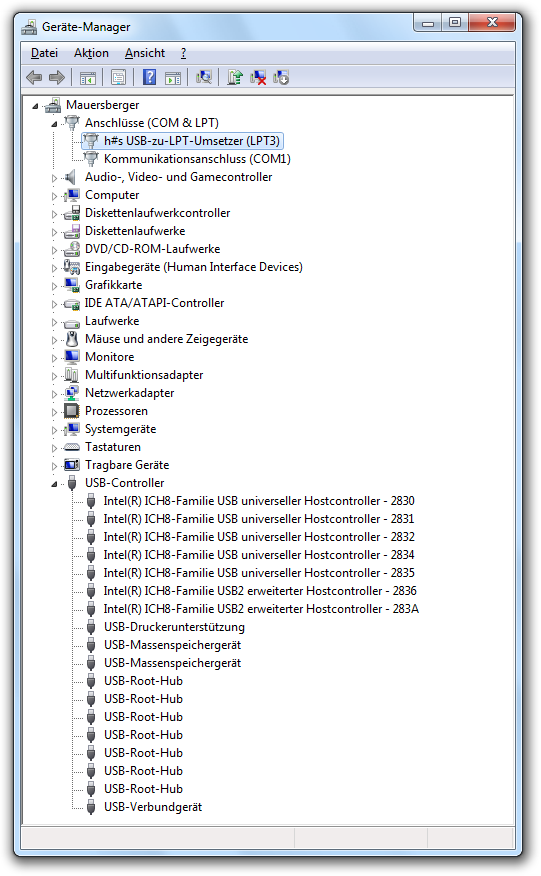 Geräte-Manager
Datei Aktion Ansicht ?
Mauersberger
Anschlüsse (COM & LPT)
h#s USB-zu-LPT-Umsetzer (LPT3)
Kommunikationsanschluss (COM1)
Audio-, Video- und Gamecontroller
Computer
Diskettenlaufwerkcontroller
Diskettenlaufwerke
DVD/CD-ROM-Laufwerke
Eingabegeräte (Human Interface Devices)
Grafikkarte
IDE ATA/ATAPI-Controller
Laufwerke
Mäuse und andere Zeigegeräte
Monitore
Multifunktionsadapter
Netzwerkadapter
Prozessoren
Systemgeräte
Tastaturen
Tragbare Geräte
USB-Controller
Intel(R) ICH8-Familie USB universeller Hostcontroller - 2830
Intel(R) ICH8-Familie USB universeller Hostcontroller - 2831
Intel(R) ICH8-Familie USB universeller Hostcontroller - 2832
Intel(R) ICH8-Familie USB universeller Hostcontroller - 2834
Intel(R) ICH8-Familie USB universeller Hostcontroller - 2835
Intel(R) ICH8-Familie USB2 erweiterter Hostcontroller - 2836
Intel(R) ICH8-Familie USB2 erweiterter Hostcontroller - 283A
USB-Druckerunterstützung
USB-Massenspeichergerät
USB-Massenspeichergerät
USB-Root-Hub
USB-Root-Hub
USB-Root-Hub
USB-Root-Hub
USB-Root-Hub
USB-Root-Hub
USB-Root-Hub
USB-Verbundgerät